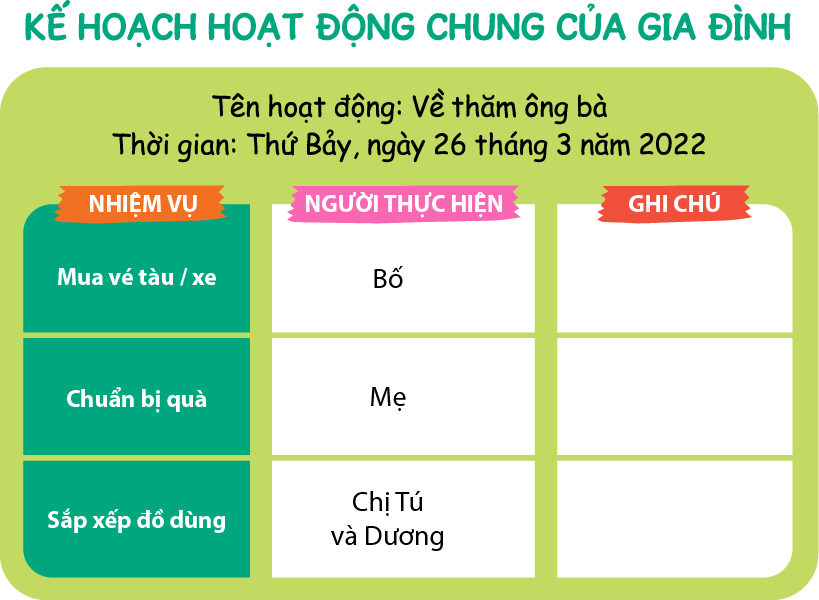 KẾ HOẠCH HOẠT ĐỘNG CHUNG CỦA GIA ĐÌNH
Tên hoạt động: Về thăm ông bà
Thời gian: Thứ Bảy, ngày 26 tháng 3 năm 2022
NHIỆM VỤ
NGƯỜI THỰC HIỆN
GHI CHÚ
Mua vé tàu / xe
Bố
Chuẩn bị quà
Mẹ
Sắp xếp đồ dùng
Chị Tú
và Dương